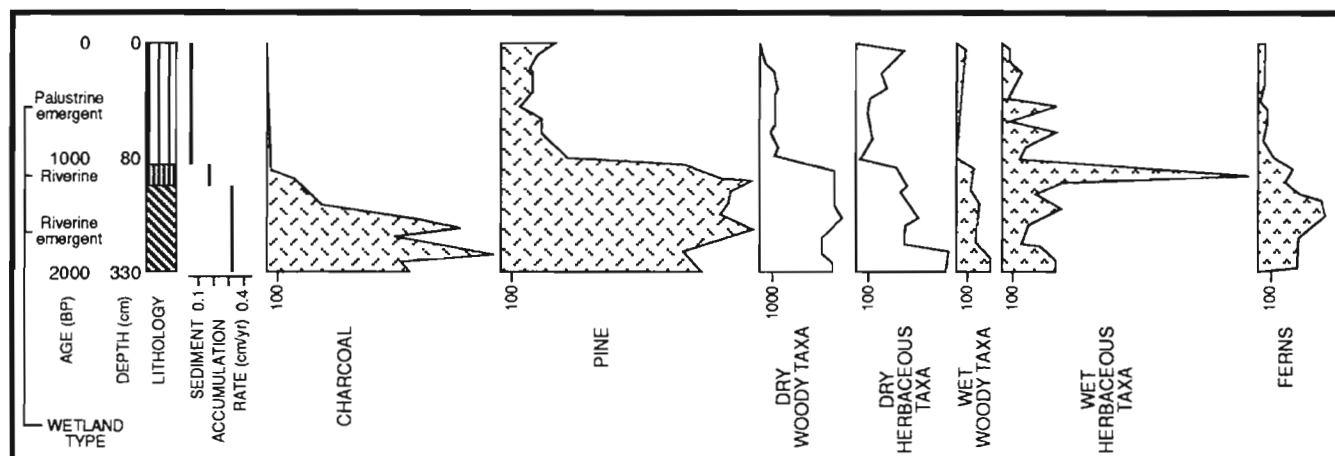 0 0
Palustrine
emergent
1000 80
Riverine
Riverine
emergent
2000 330
AGE (BP)
DEPTH (cm)
LITHOLOGY
SEDIMENT 0.1
ACCUMULATION
RATE (cm/yr) 0.4
100
CHARCOAL
100
PINE
1000
DRY
WOODY TAXA
100
DRY
HERBACEOUS
TAXA
100
WET
WOODY TAXA
100
WET
HERBACEOUS
TAXA
100
FERNS
WETLAND
TYPE